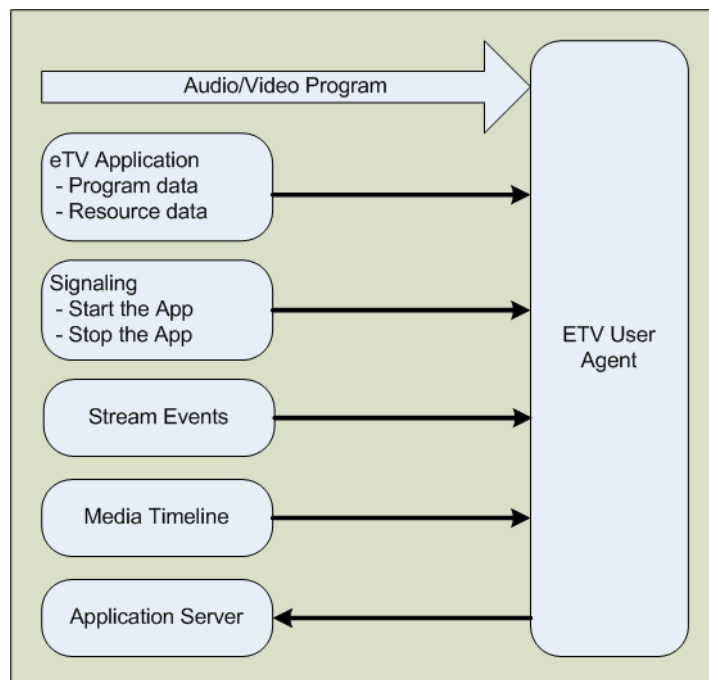 Audio/Video Program
eTV Application
- Program data
- Resource data
Signaling
- Start the App
- Stop the App
Stream Events
Media Timeline
Application Server
ETV User
Agent